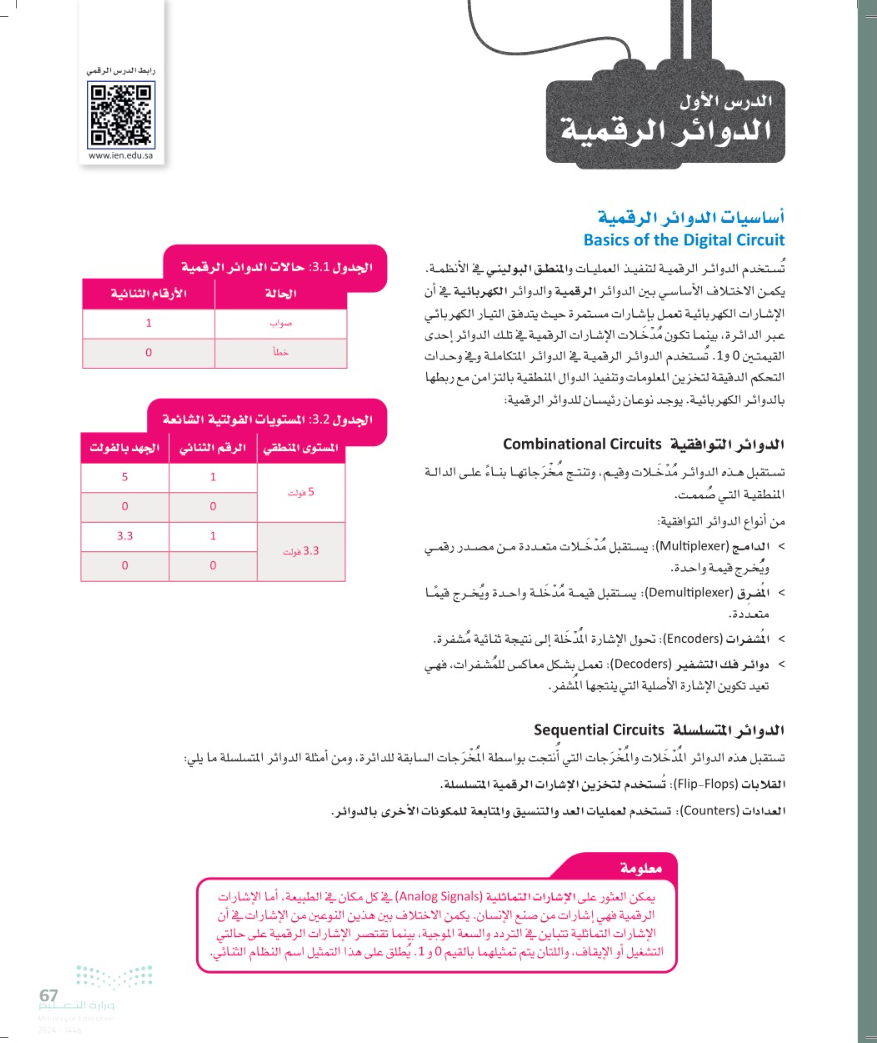 رابط الدرس الرقمي
www.ien.edu.sa
الدرس الأول
الدوائر الرقمية
أساسيات الدوائر الرقمية
Basics of the Digital Circuit
تُستخدم الدوائر الرقمية لتنفيذ العمليات والمنطق البوليني في الأنظمة.
يكمن الاختلاف الأساسي بين الدوائر الرقمية والدوائر الكهربائية في أن
الإشارات الكهربائية تعمل بإشارات مستمرة حيث يتدفق التيار الكهربائي
عبر الدائرة، بينما تكون مُدْخَلات الإشارات الرقمية في تلك الدوائر إحدى
القيمتين 0 و1. تُستخدم الدوائر الرقمية في الدوائر المتكاملة وفي وحدات
التحكم الدقيقة لتخزين المعلومات وتنفيذ الدوال المنطقية بالتزامن مع ربطها
بالدوائر الكهربائية. يوجد نوعان رئيسان للدوائر الرقمية:
الجدول 3.1: حالات الدوائر الرقمية
الحالة الأرقام الثنائية
صواب 1
خطأ 0
الجدول 3.2: المستويات الفولتية الشائعة
المستوى المنطقي الرقم الثنائي الجهد بالفولت
5 فولت 1 5
0 0
3.3 فولت 1 3.3
0 0
الدوائر التوافقية Combinational Circuits
تستقبل هذه الدوائر مُدْخَلات وقيم، وتنتج مُخْرَجاتها بناءً على الدالة
المنطقية التي صُممت.
من أنواع الدوائر التوافقية:
> الدامج (Multiplexer): يستقبل مُدْخَلات متعددة من مصدر رقمي
ويُخرج قيمة واحدة.
> المُفرق (Demultiplexer): يستقبل قيمة مُدْخَلة واحدة ويُخرج قيمًا
متعددة.
> المُشفرات (Encoders): تحول الإشارة المُدْخَلة إلى نتيجة ثنائية مُشفرة.
> دوائر فك التشفير (Decoders): تعمل بشكل معاكس للمُشفرات، فهي
تعيد تكوين الإشارة الأصلية التي ينتجها المُشفر.
الدوائر المتسلسلة Sequential Circuits
تستقبل هذه الدوائر المُدْخَلات والمُخْرَجات التي أُنتجت بواسطة المُخْرَجات السابقة للدائرة، ومن أمثلة الدوائر المتسلسلة ما يلي:
القلابات (Flip-Flops): تُستخدم لتخزين الإشارات الرقمية المتسلسلة.
العدادات (Counters): تستخدم لعمليات العد والتنسيق والمتابعة للمكونات الأخرى بالدوائر.
معلومة
يمكن العثور على الإشارات التماثلية (Analog Signals) في كل مكان في الطبيعة، أما الإشارات
الرقمية فهي إشارات من صنع الإنسان. يكمن الاختلاف بين هذين النوعين من الإشارات في أن
الإشارات التماثلية تتباين في التردد والسعة الموجية، بينما تقتصر الإشارات الرقمية على حالتي
التشغيل أو الإيقاف، واللتان يتم تمثيلهما بالقيم 0 و 1. يُطلق على هذا التمثيل اسم النظام الثنائي.
67
وزارة التعليم
Ministry of Education
2024 - 1446